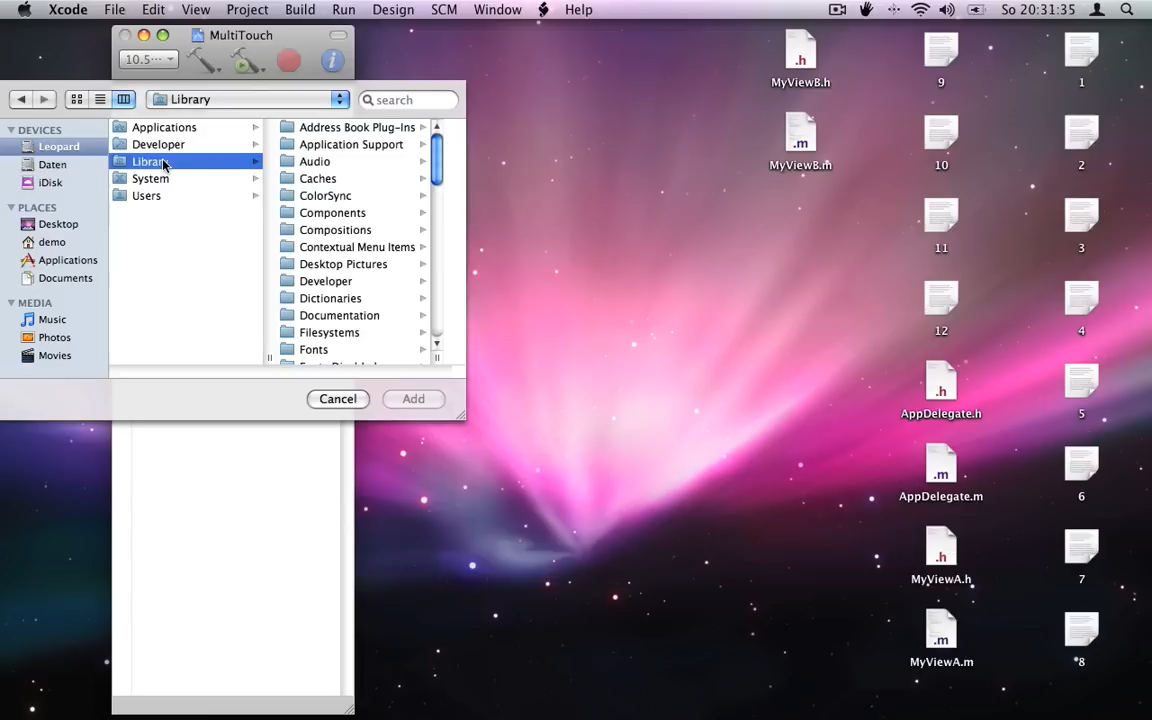 Xcode File Edit View Project Build Run Design SCM Window Help So 20:31:35
MultiTouch
10.5...
Library
search
DEVICES
Leopard
Daten
iDisk
PLACES
Desktop
demo
Applications
Documents
MEDIA
Music
Photos
Movies
Applications
Developer
Library
System
Users
Address Book Plug-Ins
Application Support
Audio
Caches
ColorSync
Components
Compositions
Contextual Menu Items
Desktop Pictures
Developer
Dictionaries
Documentation
Filesystems
Fonts
Cancel Add
.h
MyViewB.h
.m
MyViewB.m
9
10
11
12
.h
AppDelegate.h
.m
AppDelegate.m
.h
MyViewA.h
.m
MyViewA.m
1
2
3
4
5
6
7
8